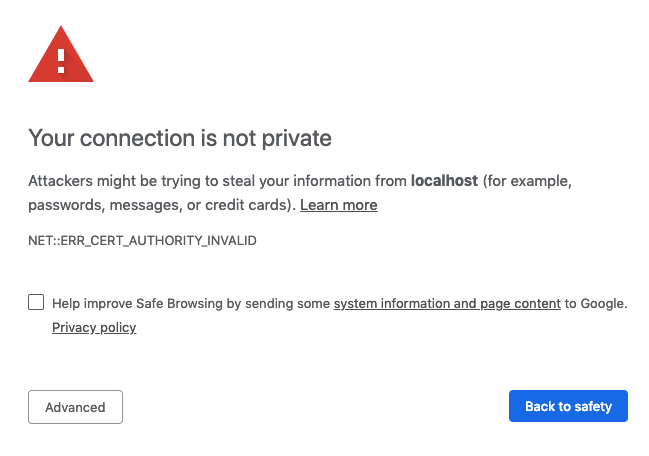 Your connection is not private
Attackers might be trying to steal your information from localhost (for example,
passwords, messages, or credit cards). Learn more
NET::ERR_CERT_AUTHORITY_INVALID
Help improve Safe Browsing by sending some system information and page content to Google.
Privacy policy
Advanced
Back to safety